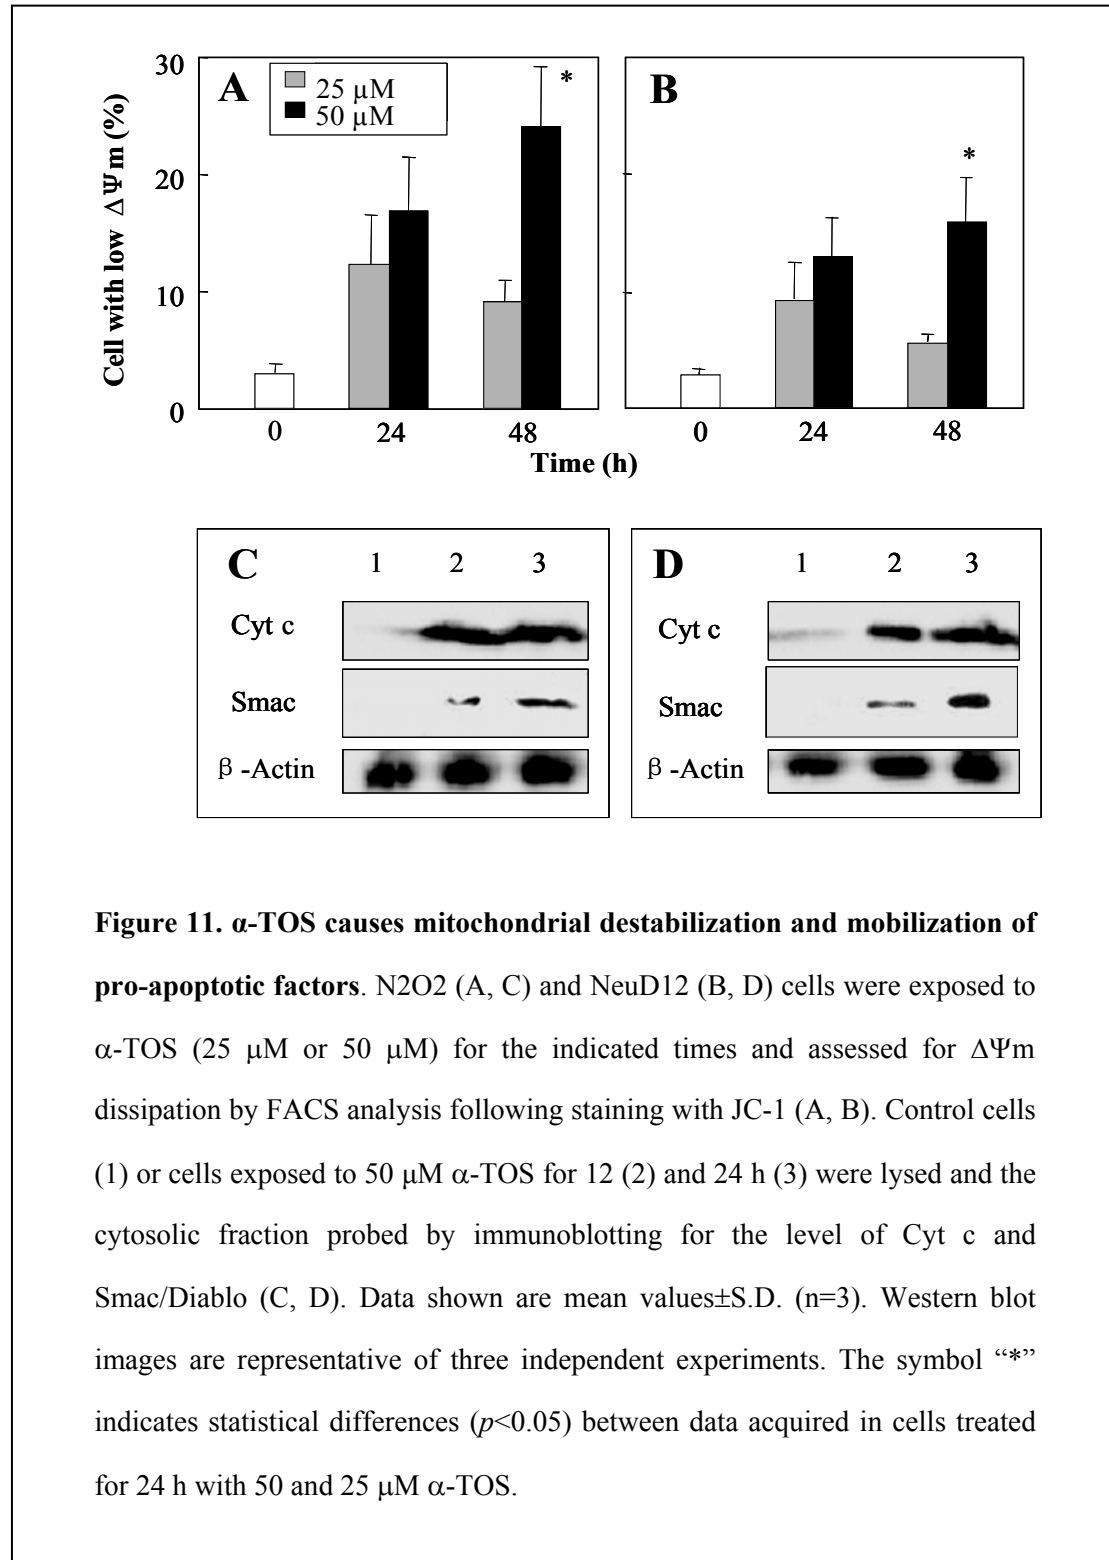 A
25 µM
50 µM
*
B
*
30
20
10
0
Cell with low ΔΨm (%)
0 24 48
0 24 48
Time (h)
C 1 2 3
Cyt c
Smac
β-Actin
D 1 2 3
Cyt c
Smac
β-Actin
Figure 11. α-TOS causes mitochondrial destabilization and mobilization of
pro-apoptotic factors. N2O2 (A, C) and NeuD12 (B, D) cells were exposed to
α-TOS (25 µM or 50 µM) for the indicated times and assessed for ΔΨm
dissipation by FACS analysis following staining with JC-1 (A, B). Control cells
(1) or cells exposed to 50 µM α-TOS for 12 (2) and 24 h (3) were lysed and the
cytosolic fraction probed by immunoblotting for the level of Cyt c and
Smac/Diablo (C, D). Data shown are mean values±S.D. (n=3). Western blot
images are representative of three independent experiments. The symbol “*”
indicates statistical differences (p<0.05) between data acquired in cells treated
for 24 h with 50 and 25 µM α-TOS.